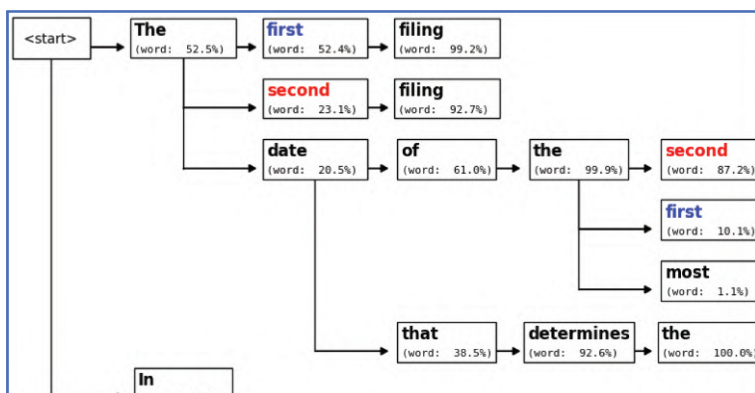 <start>
The
(word: 52.5%)
first
(word: 52.4%)
filing
(word: 99.2%)
second
(word: 23.1%)
filing
(word: 92.7%)
date
(word: 20.5%)
of
(word: 61.0%)
the
(word: 99.9%)
second
(word: 87.2%)
first
(word: 10.1%)
most
(word: 1.1%)
that
(word: 38.5%)
determines
(word: 92.6%)
the
(word: 100.0%)
In